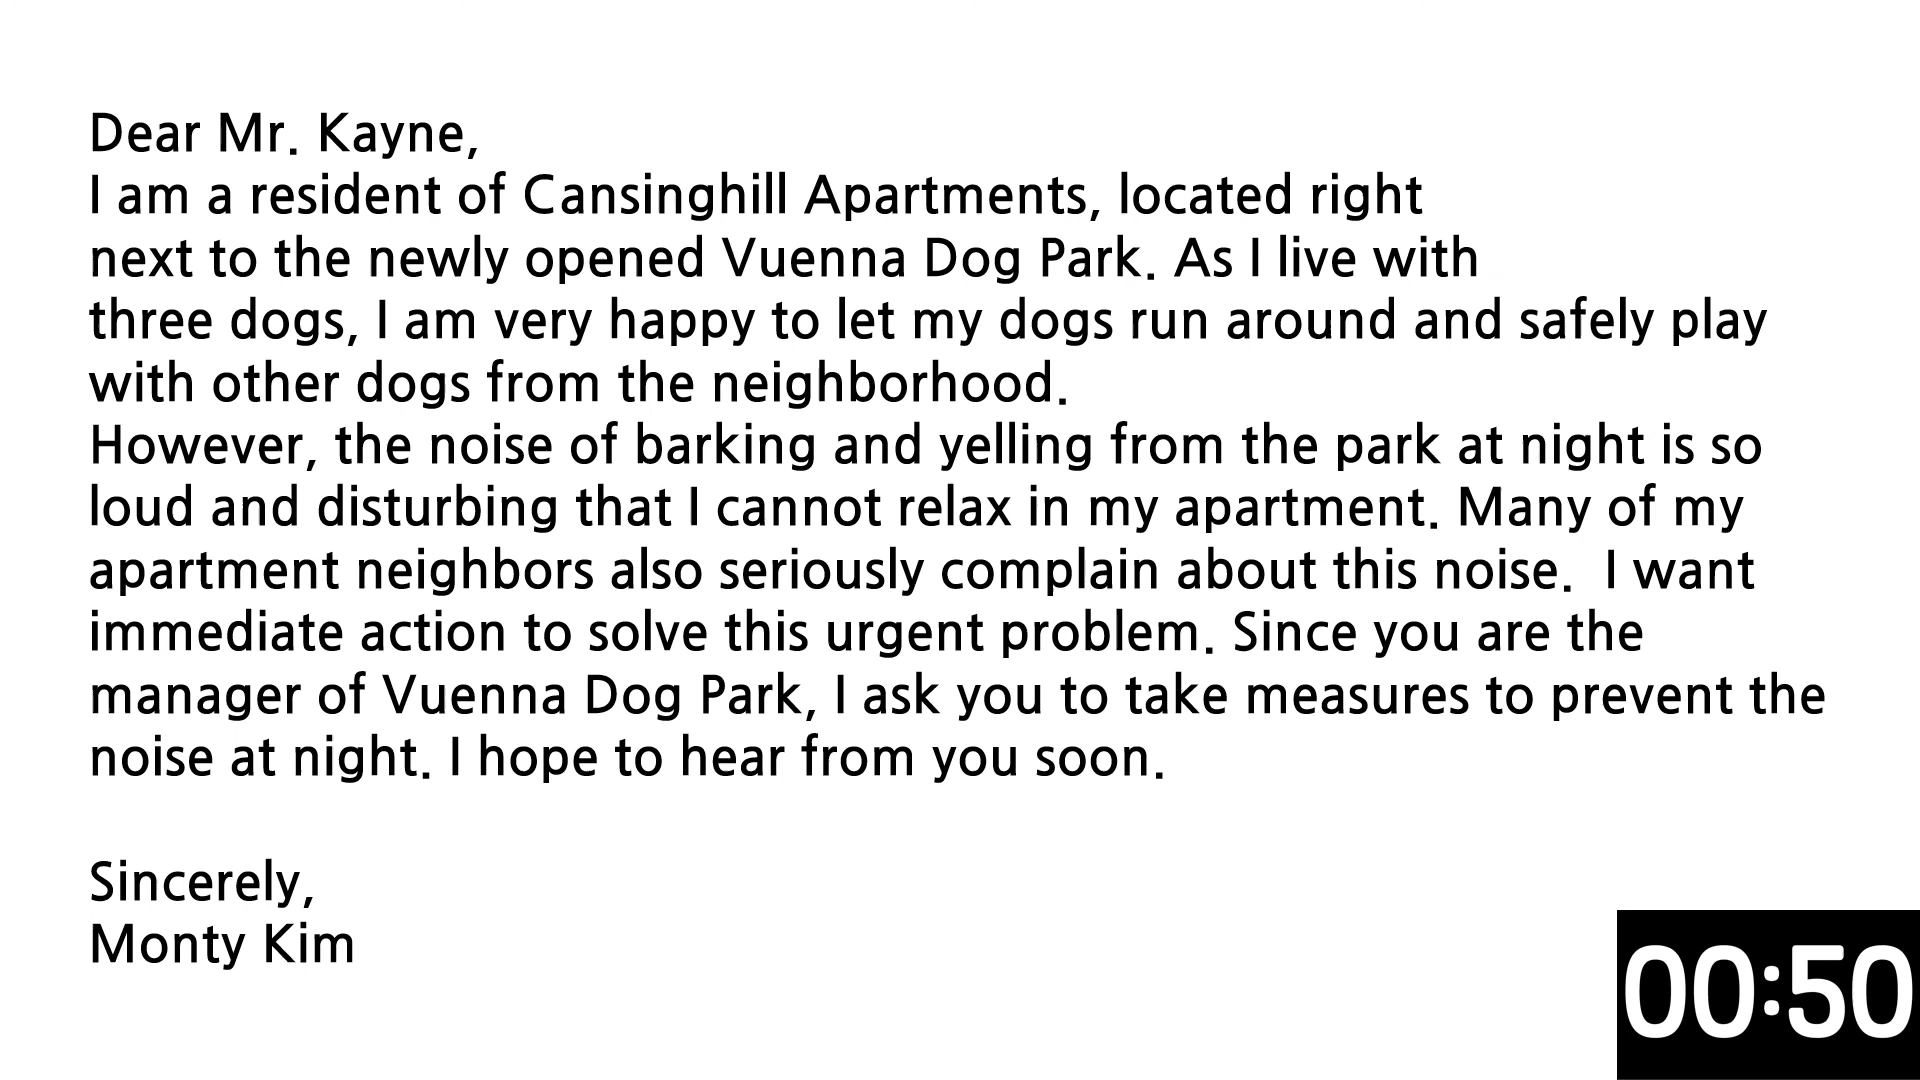 Dear Mr. Kayne,
I am a resident of Cansinghill Apartments, located right
next to the newly opened Vuenna Dog Park. As I live with
three dogs, I am very happy to let my dogs run around and safely play
with other dogs from the neighborhood.
However, the noise of barking and yelling from the park at night is so
loud and disturbing that I cannot relax in my apartment. Many of my
apartment neighbors also seriously complain about this noise.  I want
immediate action to solve this urgent problem. Since you are the
manager of Vuenna Dog Park, I ask you to take measures to prevent the
noise at night. I hope to hear from you soon.
Sincerely,
Monty Kim
00:50